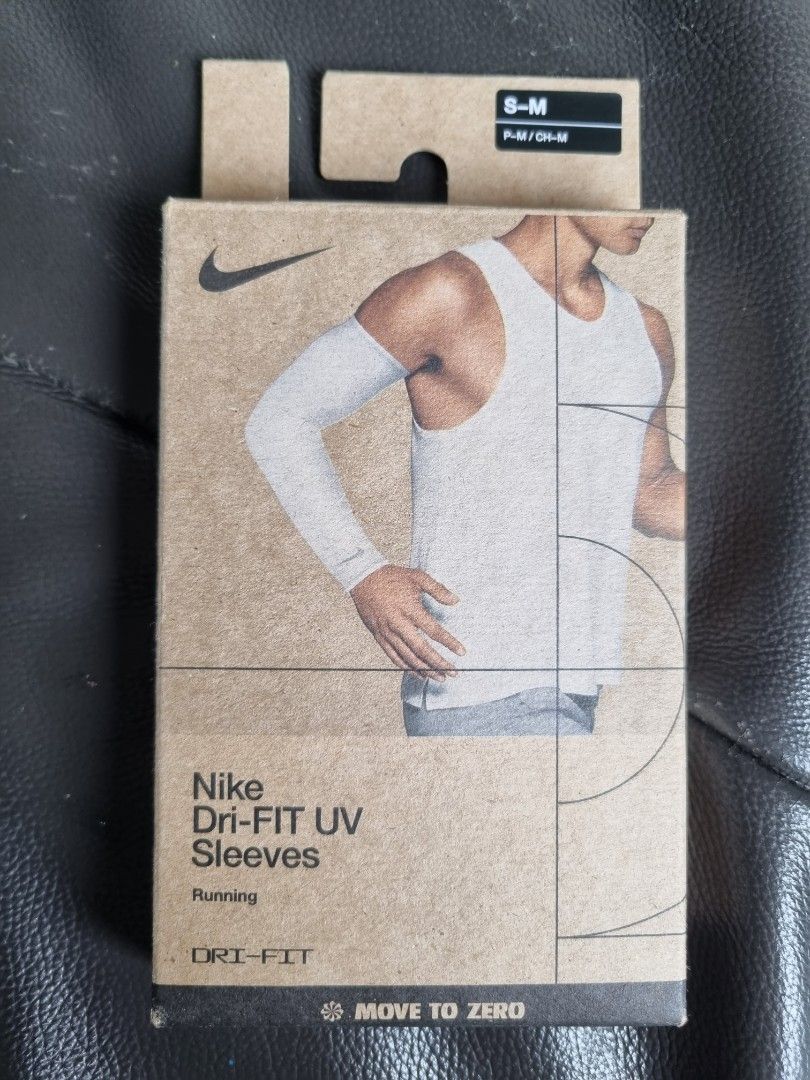 S-M
P-M / CH-M
Nike
Dri-FIT UV
Sleeves
Running
DRI-FIT
MOVE TO ZERO